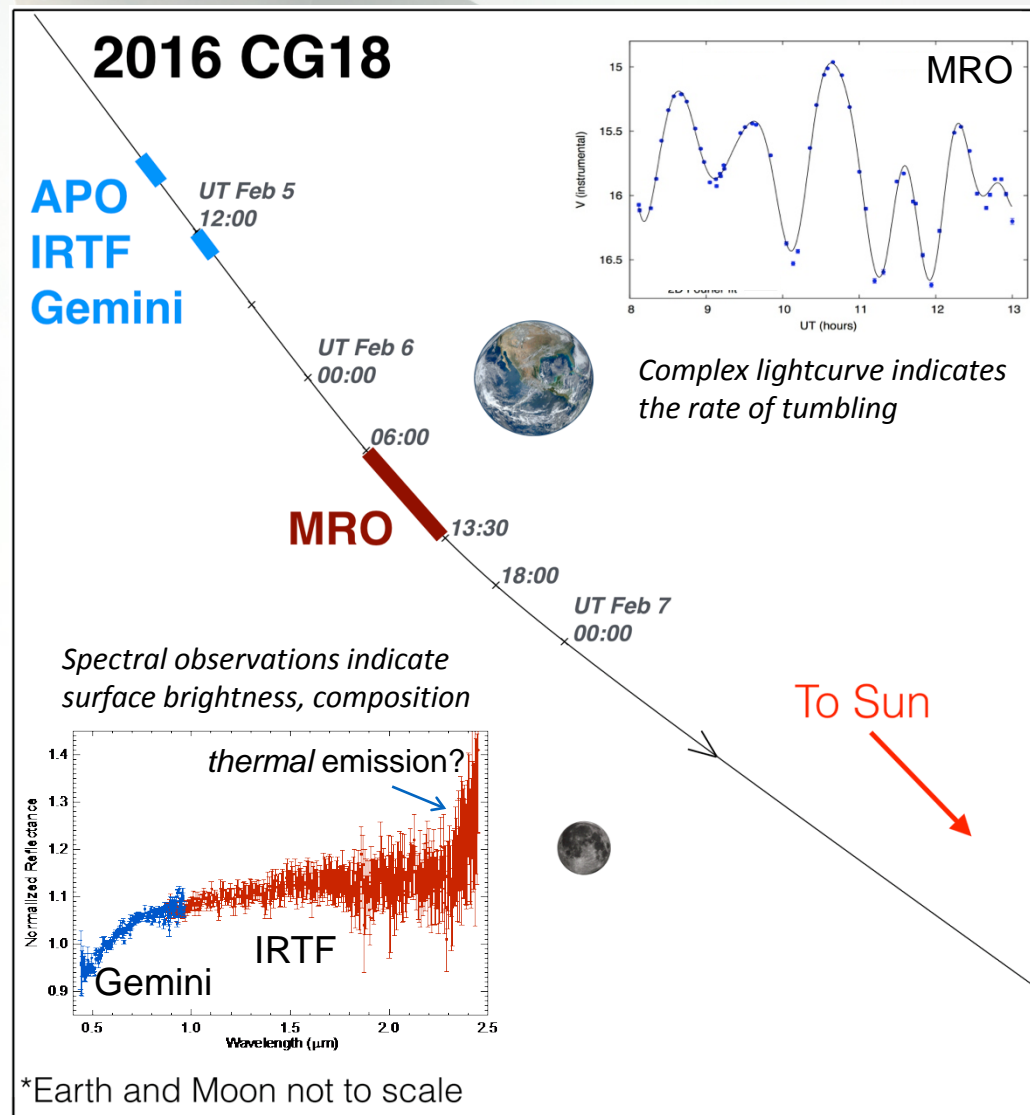 2016 CG18
MRO
15
15.5
16
16.5
V (instrumental)
8
9
10
11
12
13
UT (hours)
APO
IRTF
Gemini
UT Feb 5
12:00
UT Feb 6
00:00
Complex lightcurve indicates
the rate of tumbling
06:00
MRO
13:30
18:00
UT Feb 7
00:00
Spectral observations indicate
surface brightness, composition
To Sun
thermal emission?
1.4
1.3
1.2
1.1
1.0
0.9
Normalized Reflectance
IRTF
Gemini
0.5
1.0
1.5
2.0
2.5
Wavelength (μm)
*Earth and Moon not to scale